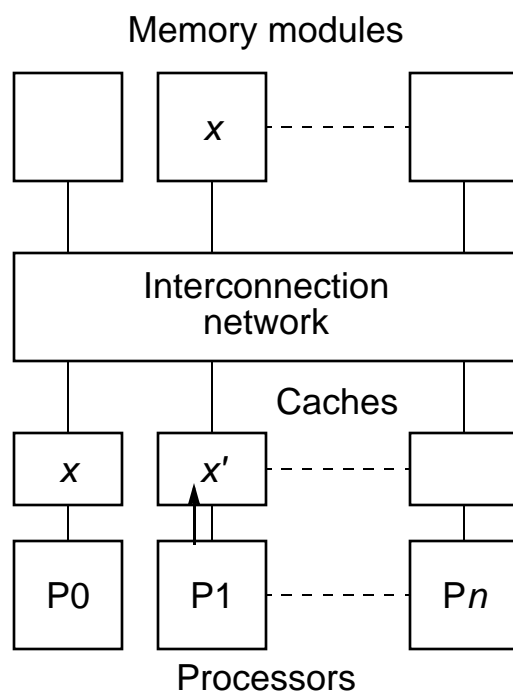 Memory modules
x
Interconnection
network
Caches
x
x'
P0
P1
Pn
Processors